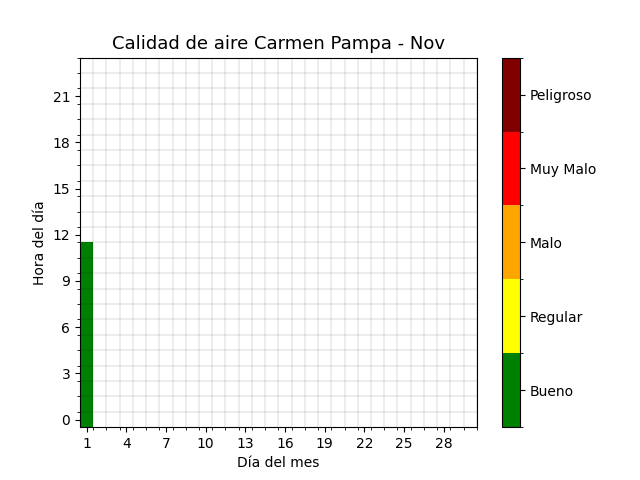 Calidad de aire Carmen Pampa - Nov
Hora del día
21
18
15
12
9
6
3
0
1 4 7 10 13 16 19 22 25 28
Día del mes
Peligroso
Muy Malo
Malo
Regular
Bueno